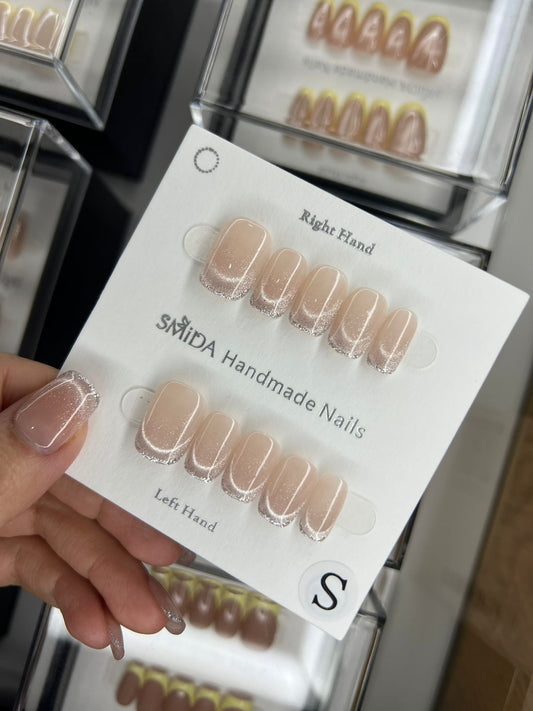 Right Hand
SMiDA Handmade Nails
Left Hand
S